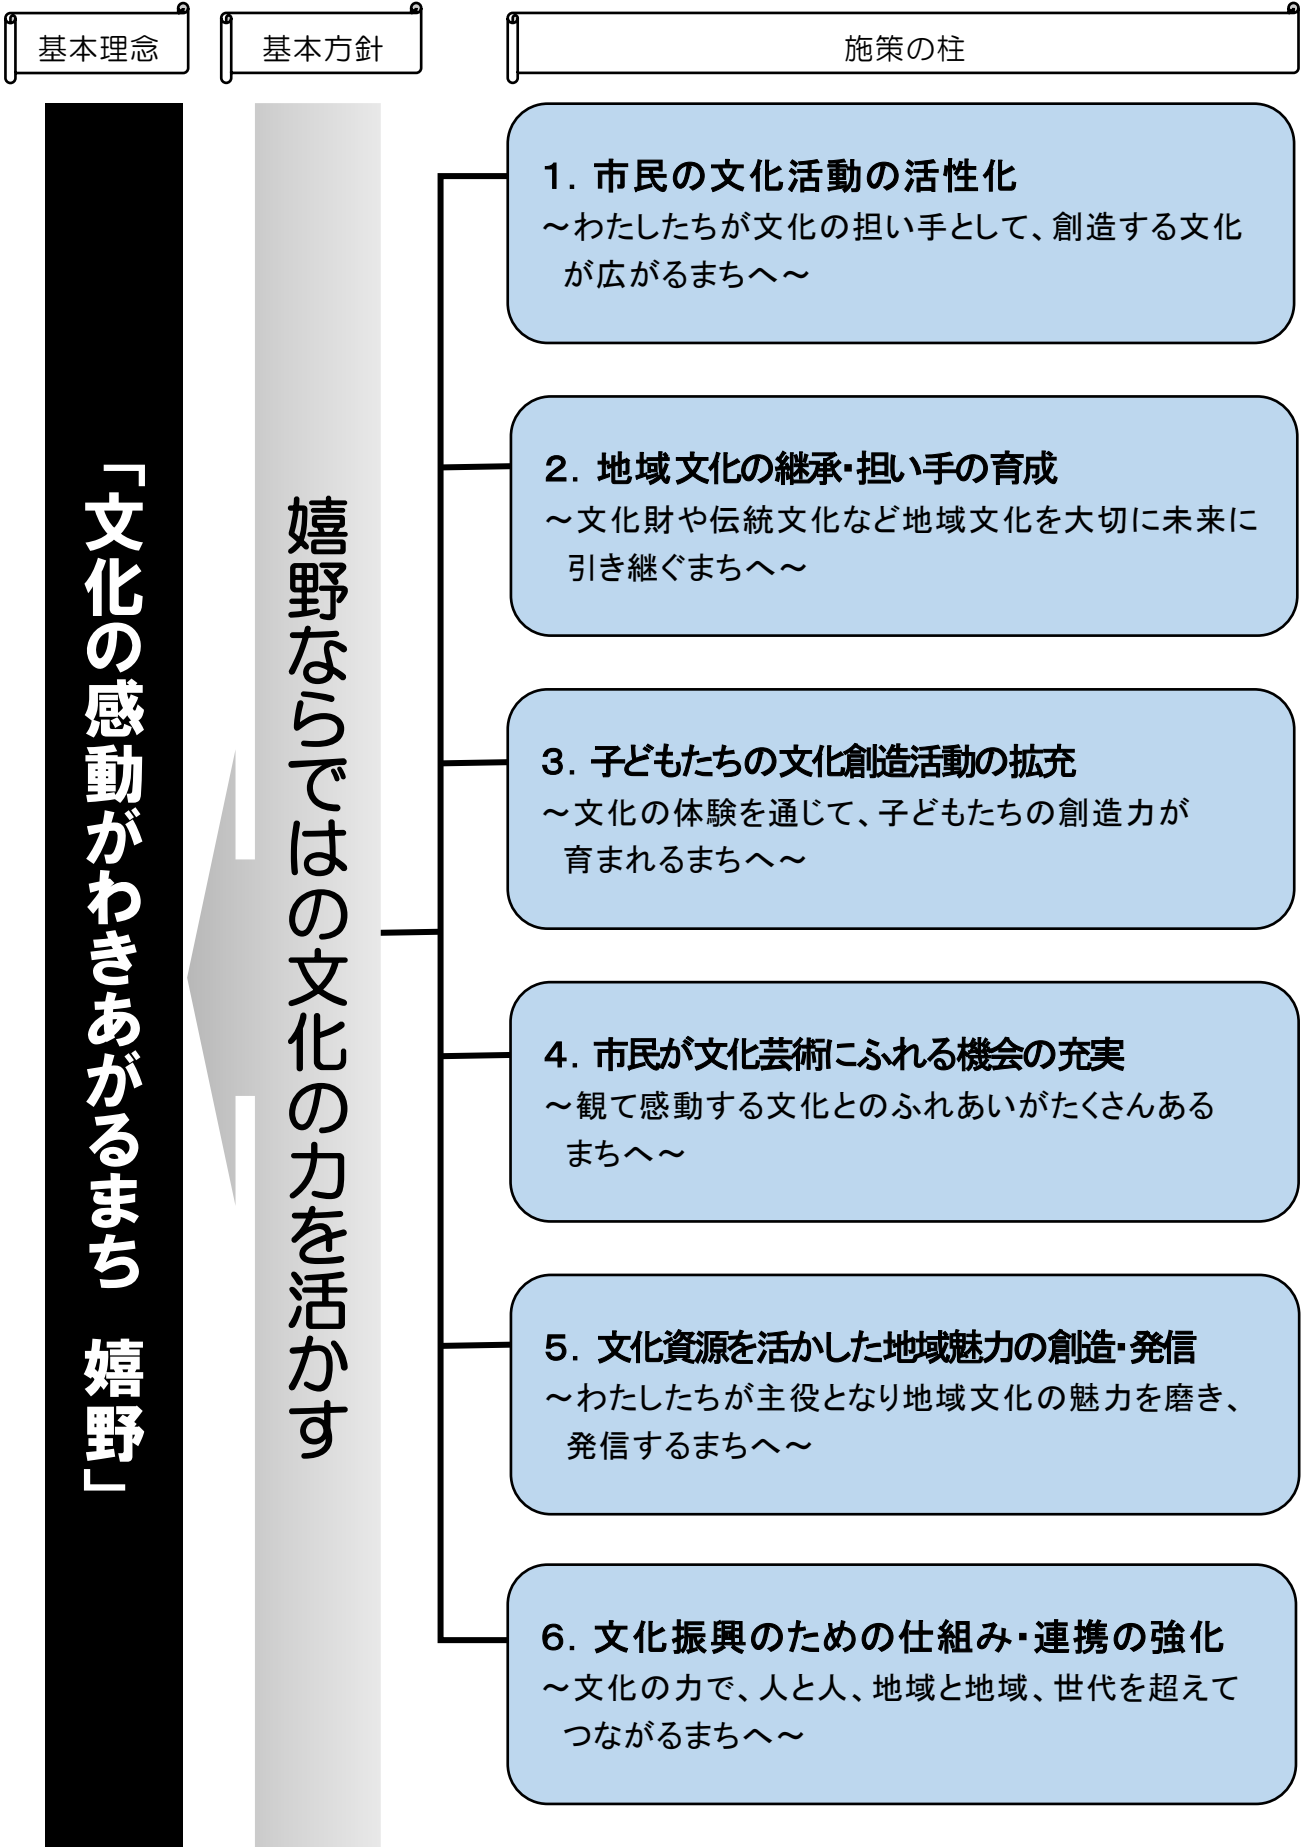 基本理念
基本方針
施策の柱
「文化の感動がわきあがるまち　嬉野」
嬉野ならではの文化の力を活かす
１．市民の文化活動の活性化
～わたしたちが文化の担い手として、創造する文化
が広がるまちへ～
２．地域文化の継承・担い手の育成
～文化財や伝統文化など地域文化を大切に未来に
引き継ぐまちへ～
３．子どもたちの文化創造活動の拡充
～文化の体験を通じて、子どもたちの創造力が
育まれるまちへ～
４．市民が文化芸術にふれる機会の充実
～観て感動する文化とのふれあいがたくさんある
まちへ～
５．文化資源を活かした地域魅力の創造・発信
～わたしたちが主役となり地域文化の魅力を磨き、
発信するまちへ～
６．文化振興のための仕組み・連携の強化
～文化の力で、人と人、地域と地域、世代を超えて
つながるまちへ～